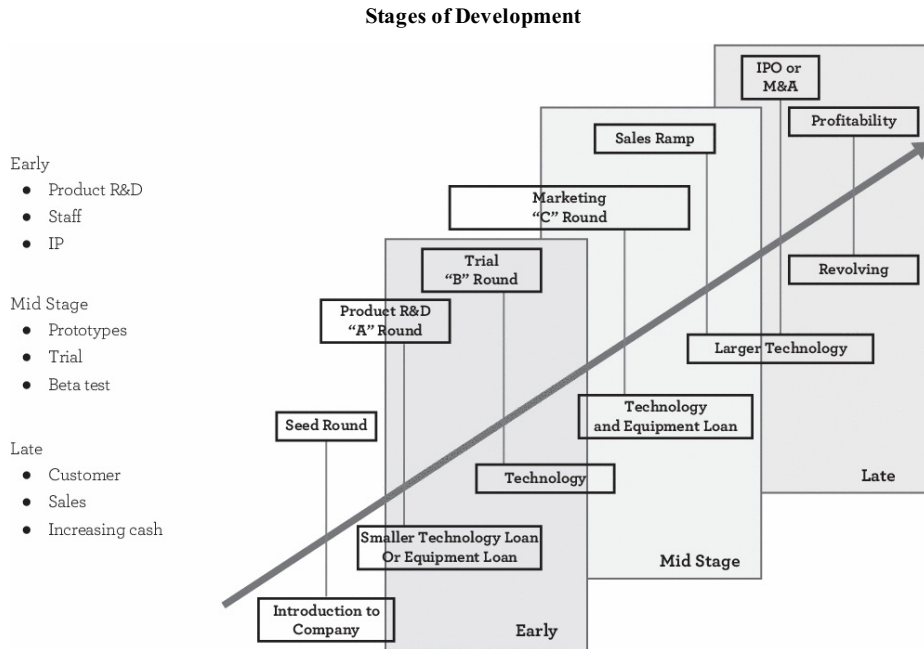 Stages of Development
Early
● Product R&D
● Staff
● IP
Mid Stage
● Prototypes
● Trial
● Beta test
Late
● Customer
● Sales
● Increasing cash
IPO or
M&A
Profitability
Sales Ramp
Marketing
“C” Round
Trial
“B” Round
Revolving
Product R&D
“A” Round
Larger Technology
Seed Round
Technology
and Equipment Loan
Technology
Late
Smaller Technology Loan
Or Equipment Loan
Mid Stage
Introduction to
Company
Early